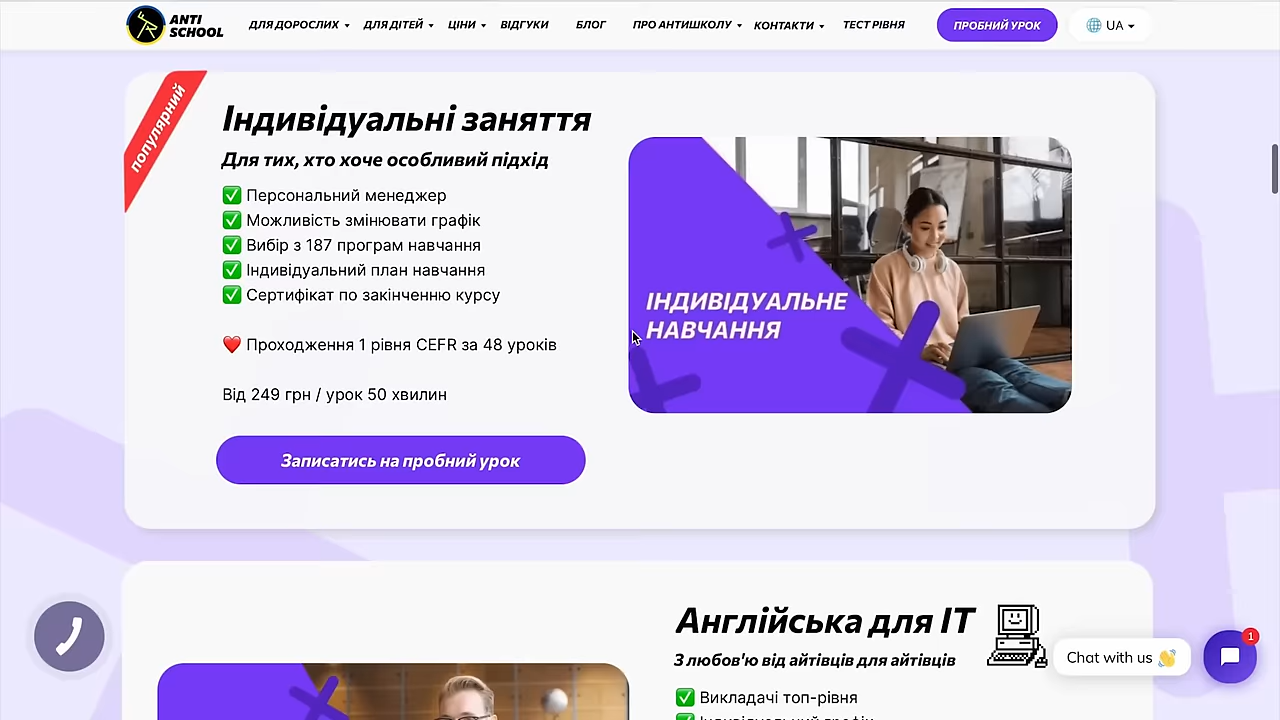 ANTI
SCHOOL
ДЛЯ ДОРОСЛИХ
ДЛЯ ДІТЕЙ
ЦІНИ
ВІДГУКИ
БЛОГ
ПРО АНТИШКОЛУ
КОНТАКТИ
ТЕСТ РІВНЯ
ПРОБНИЙ УРОК
UA
популярний
Індивідуальні заняття
Для тих, хто хоче особливий підхід
✅ Персональний менеджер
✅ Можливість змінювати графік
✅ Вибір з 187 програм навчання
✅ Індивідуальний план навчання
✅ Сертифікат по закінченню курсу
❤️ Проходження 1 рівня CEFR за 48 уроків
Від 249 грн / урок 50 хвилин
Записатись на пробний урок
ІНДИВІДУАЛЬНЕ
НАВЧАННЯ
Англійська для IT
З любов'ю від айтівців для айтівців
✅ Викладачі топ-рівня
✅ Індивідуальний графік
Chat with us 👋
1